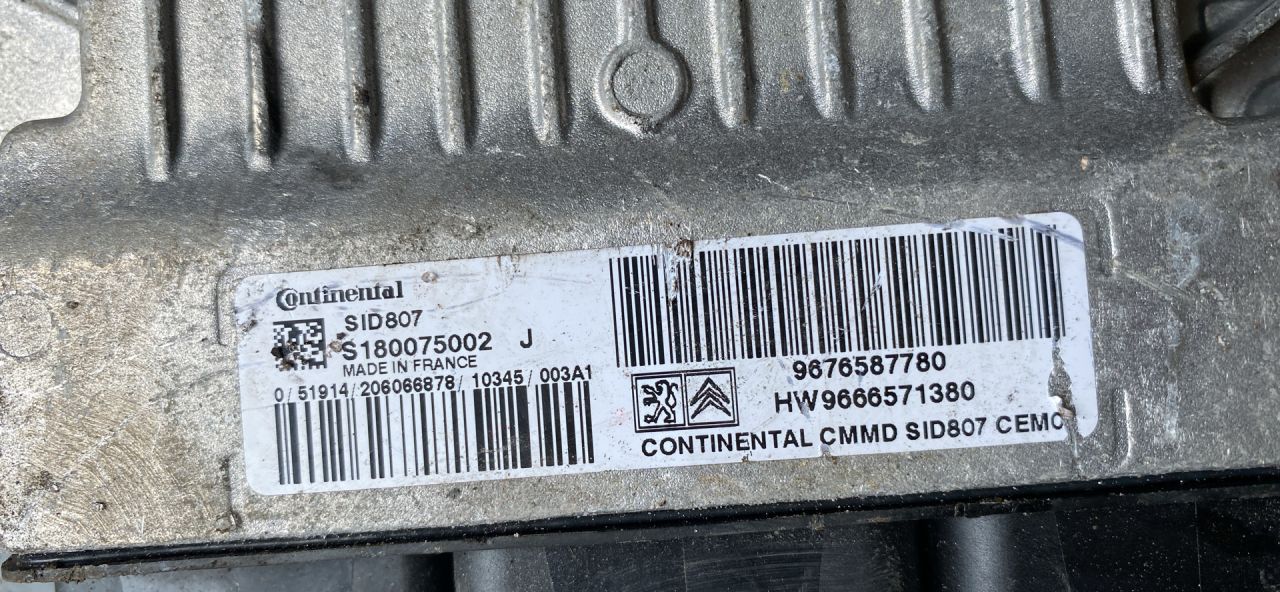 Continental
SID807
S180075002 J
MADE IN FRANCE
0/51914/206066878/10345/003A1
9676587780
HW9666571380
CONTINENTAL CMMD SID807 CEMO